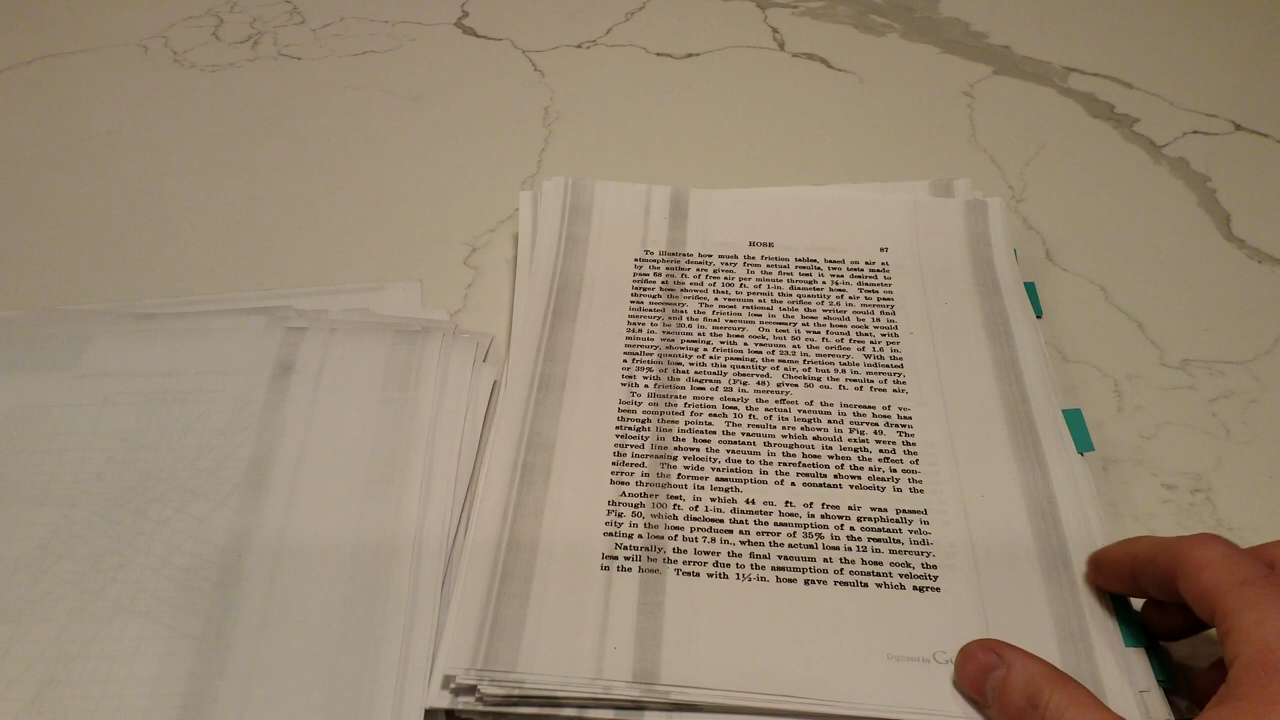 HOSE 87
To illustrate how much the friction tables, based on air at
atmospheric density, vary from actual results, two tests made
by the author are given. In the first test it was desired to
pass 68 cu. ft. of free air per minute through a ⅞-in. diameter
orifice at the end of 100 ft. of 1-in. diameter hose. Tests on
larger hose showed that, to permit this quantity of air to pass
through the orifice, a vacuum at the orifice of 2.6 in. mercury
was necessary. The most rational table the writer could find
indicated that the friction loss in the hose should be 18 in.
mercury, and the final vacuum necessary at the hose cock would
have to be 20.6 in. mercury. On test it was found that, with
24.8 in. vacuum at the hose cock, but 50 cu. ft. of free air per
minute was passing, with a vacuum at the orifice of 1.6 in.
mercury, showing a friction loss of 23.2 in. mercury. With the
smaller quantity of air passing, the same friction table indicated
a friction loss, with this quantity of air, of but 9.8 in. mercury,
or 39% of that actually observed. Checking the results of the
test with the diagram (Fig. 48) gives 50 cu. ft. of free air,
with a friction loss of 23 in. mercury.
To illustrate more clearly the effect of the increase of ve-
locity on the friction loss, the actual vacuum in the hose has
been computed for each 10 ft. of its length and curves drawn
through these points. The results are shown in Fig. 49. The
straight line indicates the vacuum which should exist were the
velocity in the hose constant throughout its length, and the
curved line shows the vacuum in the hose when the effect of
the increasing velocity, due to the rarefaction of the air, is con-
sidered. The wide variation in the results shows clearly the
error in the former assumption of a constant velocity in the
hose throughout its length.
Another test, in which 44 cu. ft. of free air was passed
through 100 ft. of 1-in. diameter hose, is shown graphically in
Fig. 50, which discloses that the assumption of a constant velo-
city in the hose produces an error of 35% in the results, indi-
cating a loss of but 7.8 in., when the actual loss is 12 in. mercury.
Naturally, the lower the final vacuum at the hose cock, the
less will be the error due to the assumption of constant velocity
in the hose. Tests with 1½-in. hose gave results which agree
Digitized by